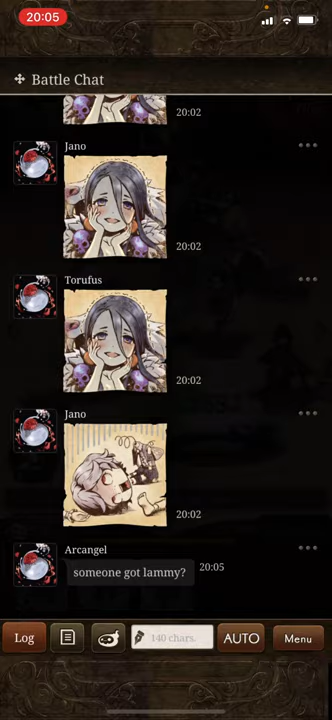 20:05
Battle Chat
20:02
Jano
20:02
Torufus
20:02
Jano
20:02
Arcangel
someone got lammy?
20:05
Log
140 chars.
AUTO
Menu